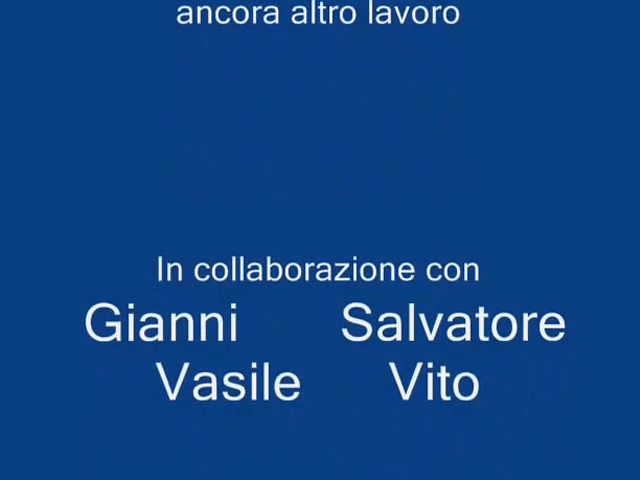 ancora altro lavoro
In collaborazione con
Gianni Salvatore
Vasile Vito